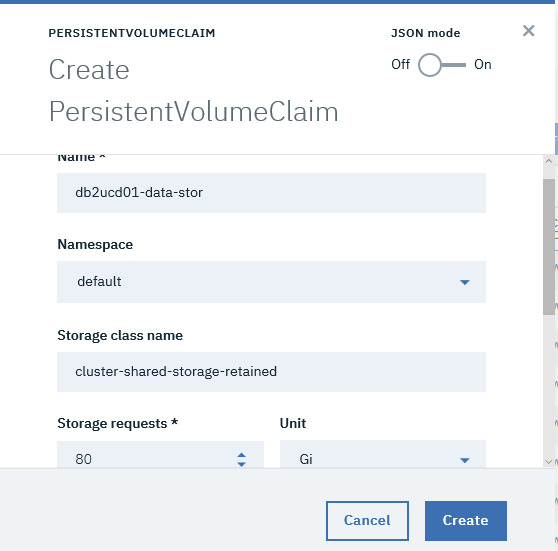 PERSISTENTVOLUMECLAIM
Create
PersistentVolumeClaim
JSON mode
Off On
Name *
db2ucd01-data-stor
Namespace
default
Storage class name
cluster-shared-storage-retained
Storage requests * Unit
80 Gi
Cancel Create